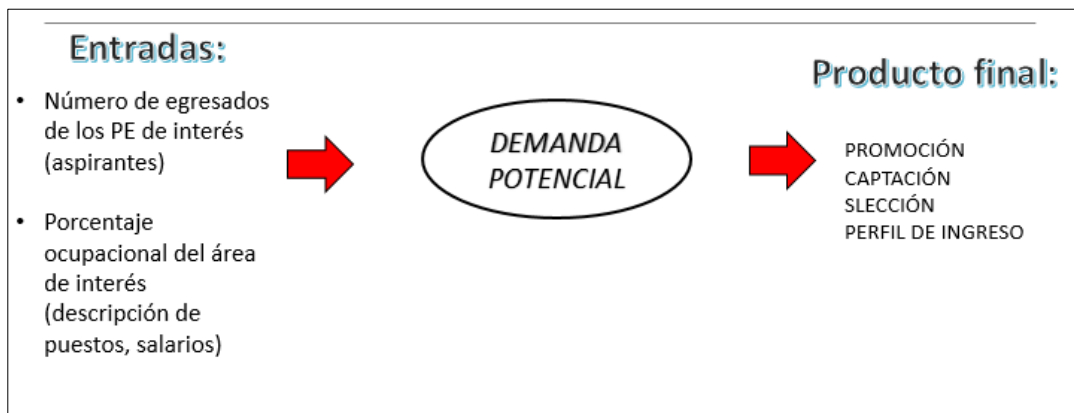 Entradas:
• Número de egresados
de los PE de interés
(aspirantes)
• Porcentaje
ocupacional del área
de interés
(descripción de
puestos, salarios)
DEMANDA
POTENCIAL
Producto final:
PROMOCIÓN
CAPTACIÓN
SLECCIÓN
PERFIL DE INGRESO